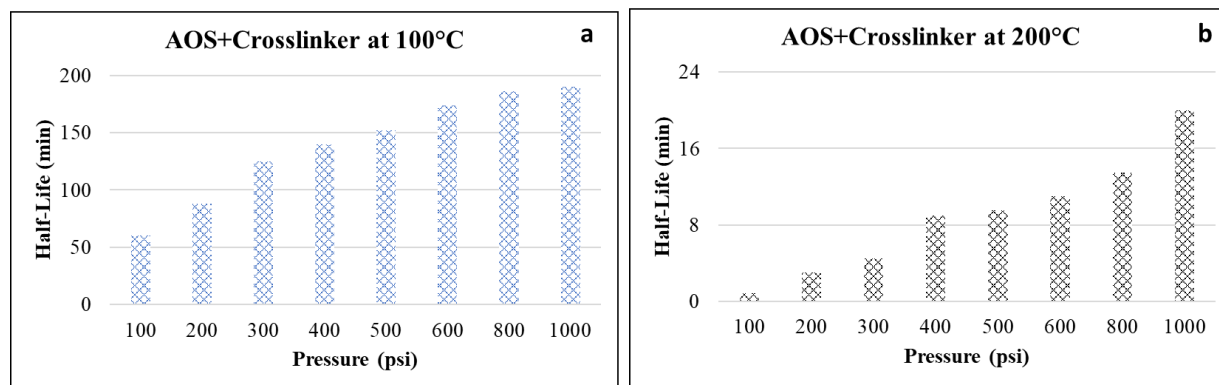 AOS+Crosslinker at 100°C
a
200
150
100
50
0
Half-Life (min)
100 200 300 400 500 600 800 1000
Pressure (psi)
AOS+Crosslinker at 200°C
b
24
16
8
0
Half-Life (min)
100 200 300 400 500 600 800 1000
Pressure (psi)